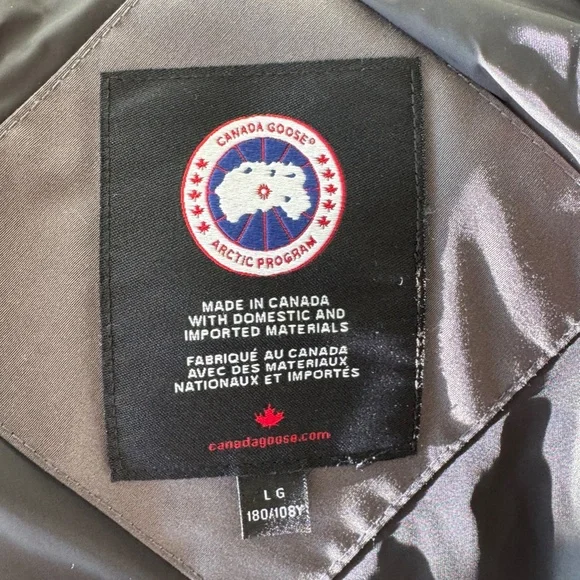 CANADA GOOSE®
ARCTIC PROGRAM
MADE IN CANADA
WITH DOMESTIC AND
IMPORTED MATERIALS
FABRIQUÉ AU CANADA
AVEC DES MATERIAUX
NATIONAUX ET IMPORTÉS
canadagoose.com
LG
180/108Y